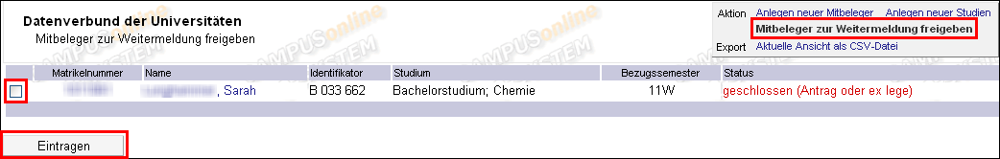 Datenverbund der Universitäten
Mitbeleger zur Weitermeldung freigeben
Aktion Anlegen neuer Mitbeleger Anlegen neuer Studien
Mitbeleger zur Weitermeldung freigeben
Export Aktuelle Ansicht als CSV-Datei
Matrikelnummer Name Identifikator Studium Bezugssemester Status
, Sarah B 033 662 Bachelorstudium; Chemie 11W geschlossen (Antrag oder ex lege)
Eintragen